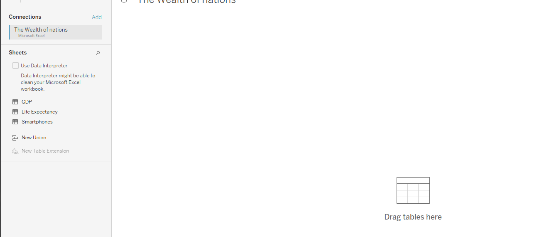 Connections
Add
The Wealth of nations
The Wealth of nations
Microsoft Excel
Sheets
Use Data Interpreter
Data Interpreter might be able to
clean your Microsoft Excel
workbook.
GDP
Life Expectancy
Smartphones
New Union
New Table Extension
Drag tables here